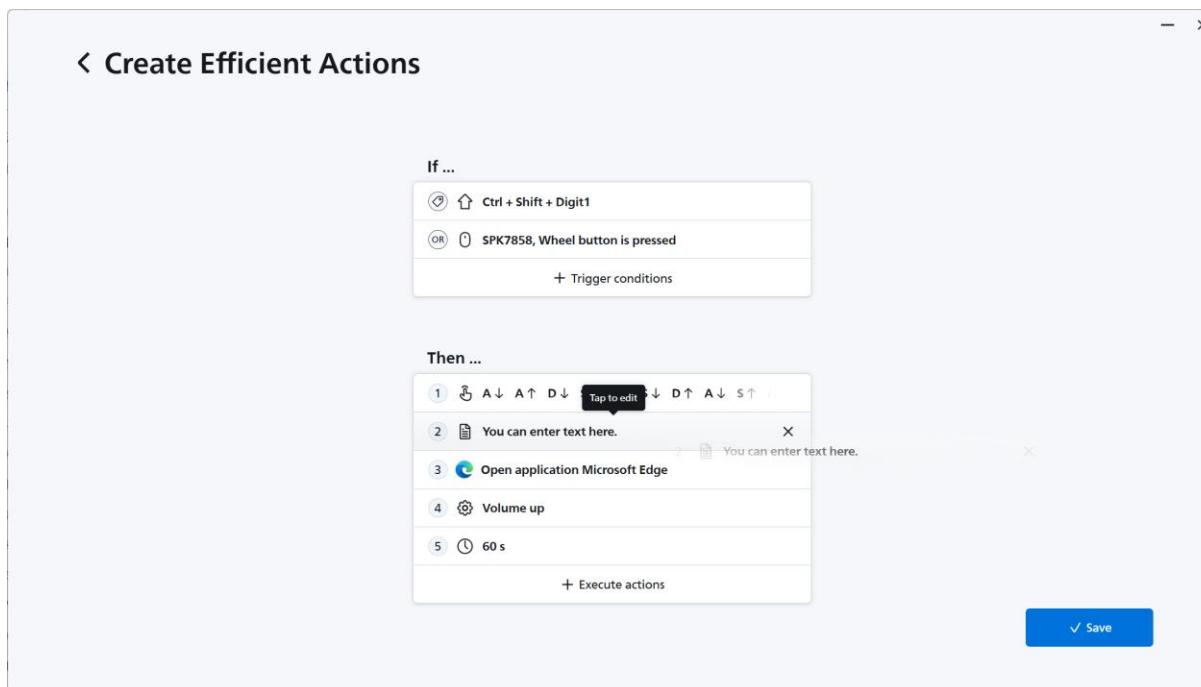 Create Efficient Actions
If ...
Ctrl + Shift + Digit1
OR SPK7858, Wheel button is pressed
+ Trigger conditions
Then ...
1 A↓ A↑ D↓ ↓ D↑ A↓ S↑
Tap to edit
2 You can enter text here.
2 You can enter text here.
3 Open application Microsoft Edge
4 Volume up
5 60 s
+ Execute actions
Save